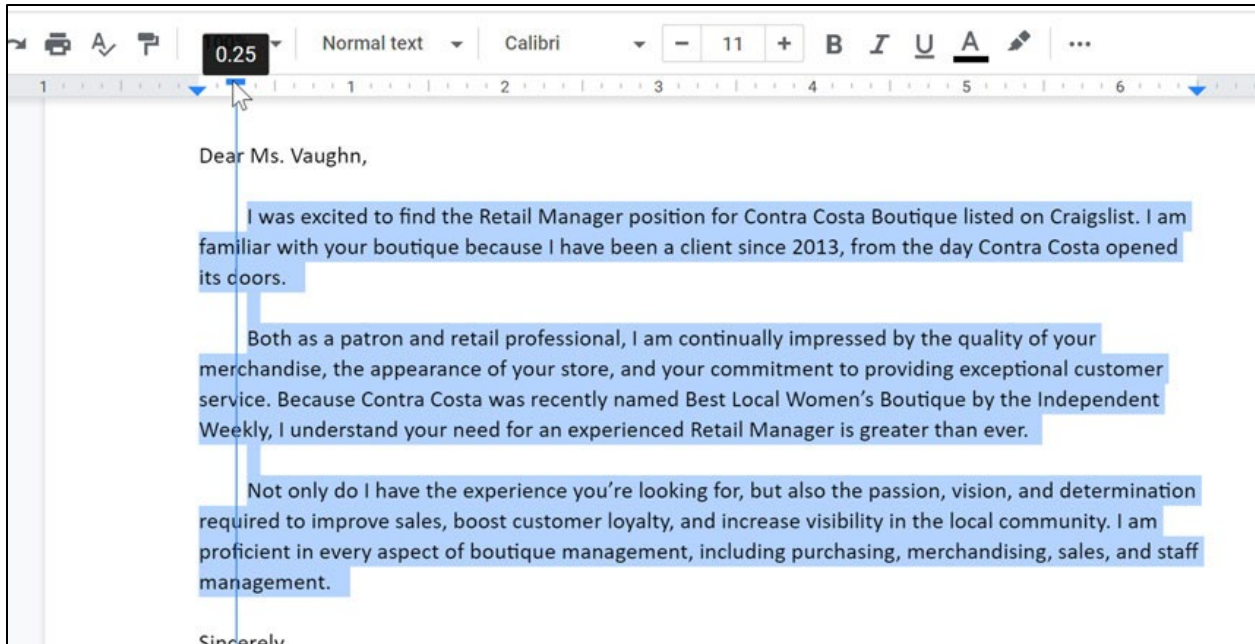 0.25
Normal text
Calibri
− 11 +
B I U A
1 1 2 3 4 5 6
Dear Ms. Vaughn,
I was excited to find the Retail Manager position for Contra Costa Boutique listed on Craigslist. I am
familiar with your boutique because I have been a client since 2013, from the day Contra Costa opened
its doors.
Both as a patron and retail professional, I am continually impressed by the quality of your
merchandise, the appearance of your store, and your commitment to providing exceptional customer
service. Because Contra Costa was recently named Best Local Women’s Boutique by the Independent
Weekly, I understand your need for an experienced Retail Manager is greater than ever.
Not only do I have the experience you’re looking for, but also the passion, vision, and determination
required to improve sales, boost customer loyalty, and increase visibility in the local community. I am
proficient in every aspect of boutique management, including purchasing, merchandising, sales, and staff
management.
Sincerely,